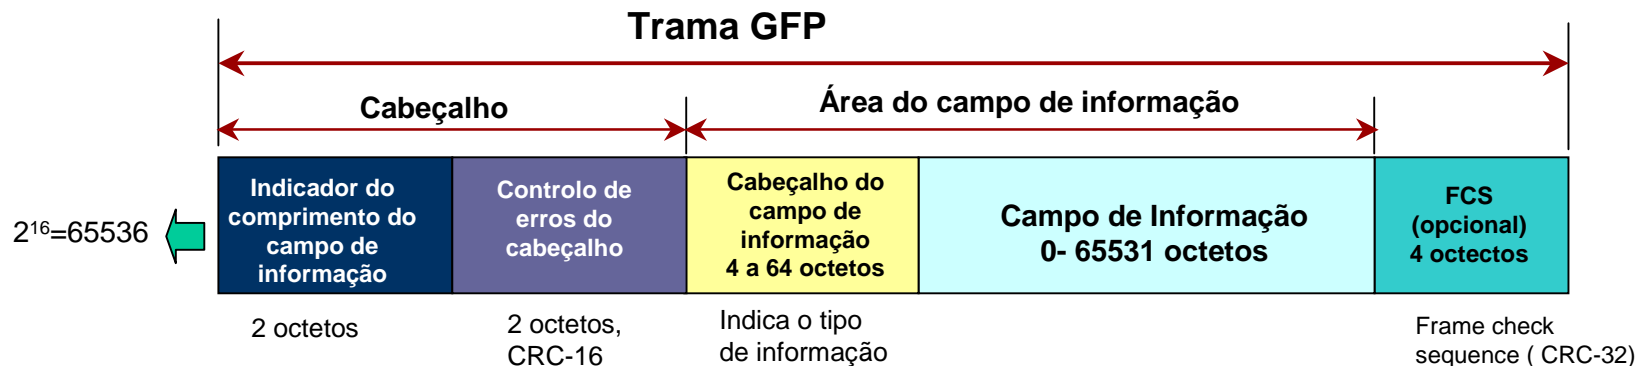 Trama GFP
Cabeçalho
Área do campo de informação
2¹⁶=65536
Indicador do
comprimento do
campo de
informação
Controlo de
erros do
cabeçalho
Cabeçalho do
campo de
informação
4 a 64 octetos
Campo de Informação
0- 65531 octetos
FCS
(opcional)
4 octectos
2 octetos
2 octetos,
CRC-16
Indica o tipo
de informação
Frame check
sequence ( CRC-32)